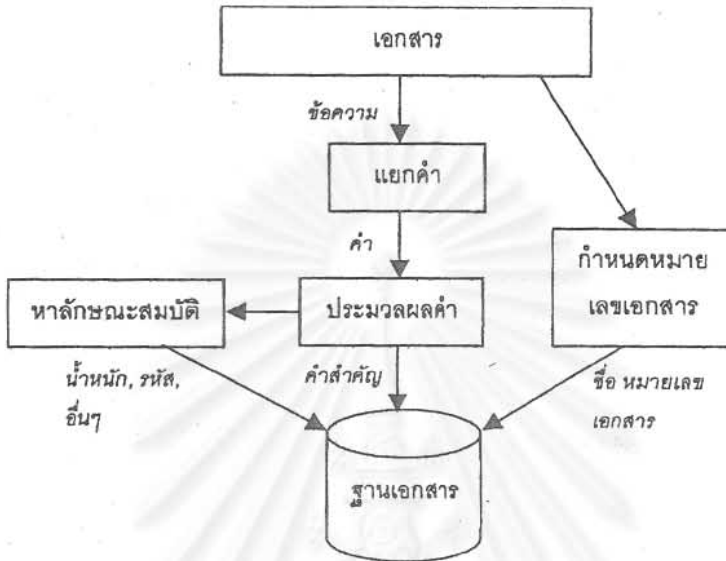 เอกสาร
ข้อความ
แยกคำ
คำ
กำหนดหมาย
เลขเอกสาร
หาลักษณะสมบัติ
ประมวลผลคำ
น้ำหนัก, รหัส,
อื่นๆ
คำสำคัญ
ชื่อ หมายเลข
เอกสาร
ฐานเอกสาร